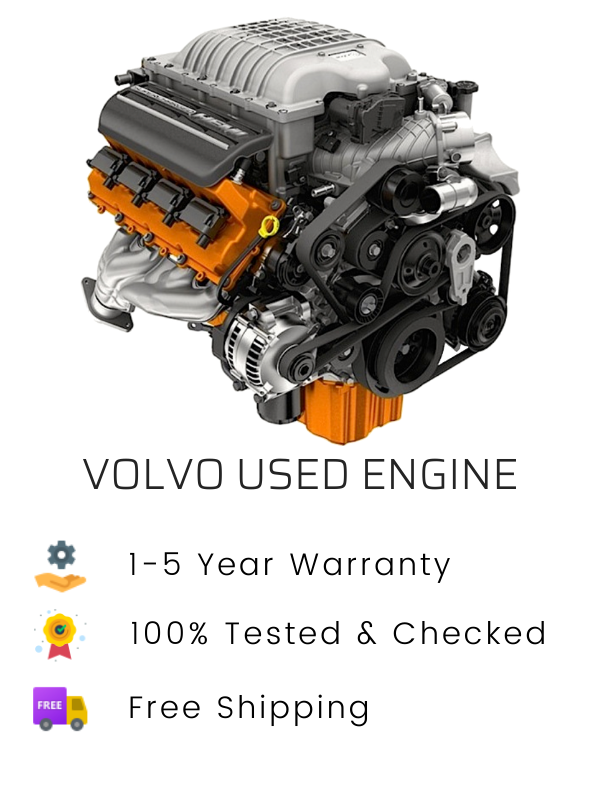 VOLVO USED ENGINE
1-5 Year Warranty
100% Tested & Checked
FREE
Free Shipping